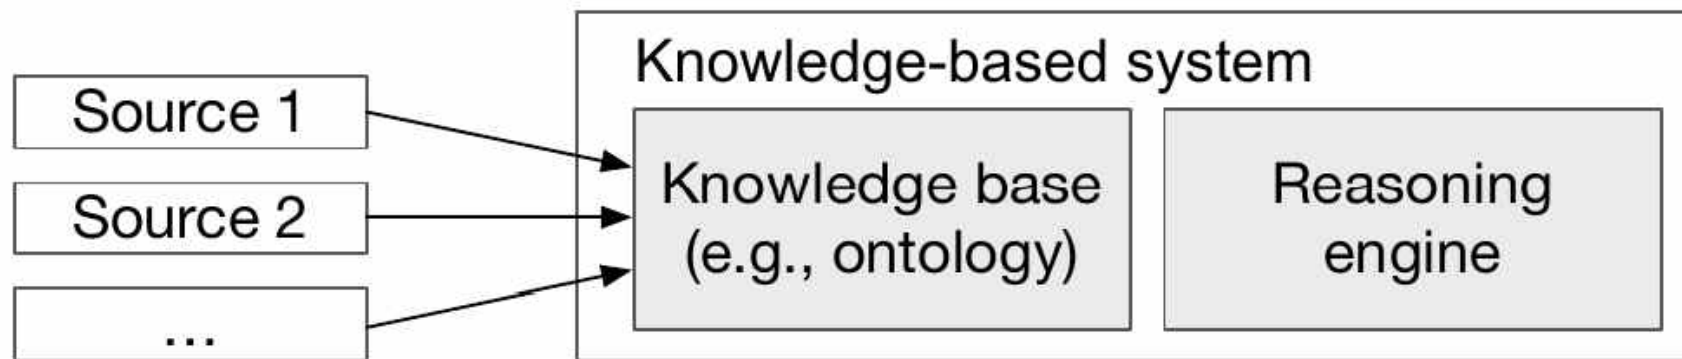 Knowledge-based system
Source 1
Source 2
...
Knowledge base
(e.g., ontology)
Reasoning
engine